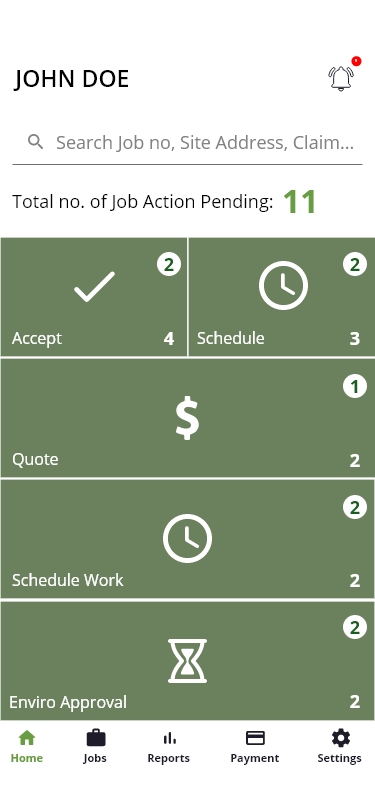 JOHN DOE
Search Job no, Site Address, Claim...
Total no. of Job Action Pending: 11
2
2
Accept 4
Schedule 3
1
Quote 2
2
Schedule Work 2
2
Enviro Approval 2
Home Jobs Reports Payment Settings